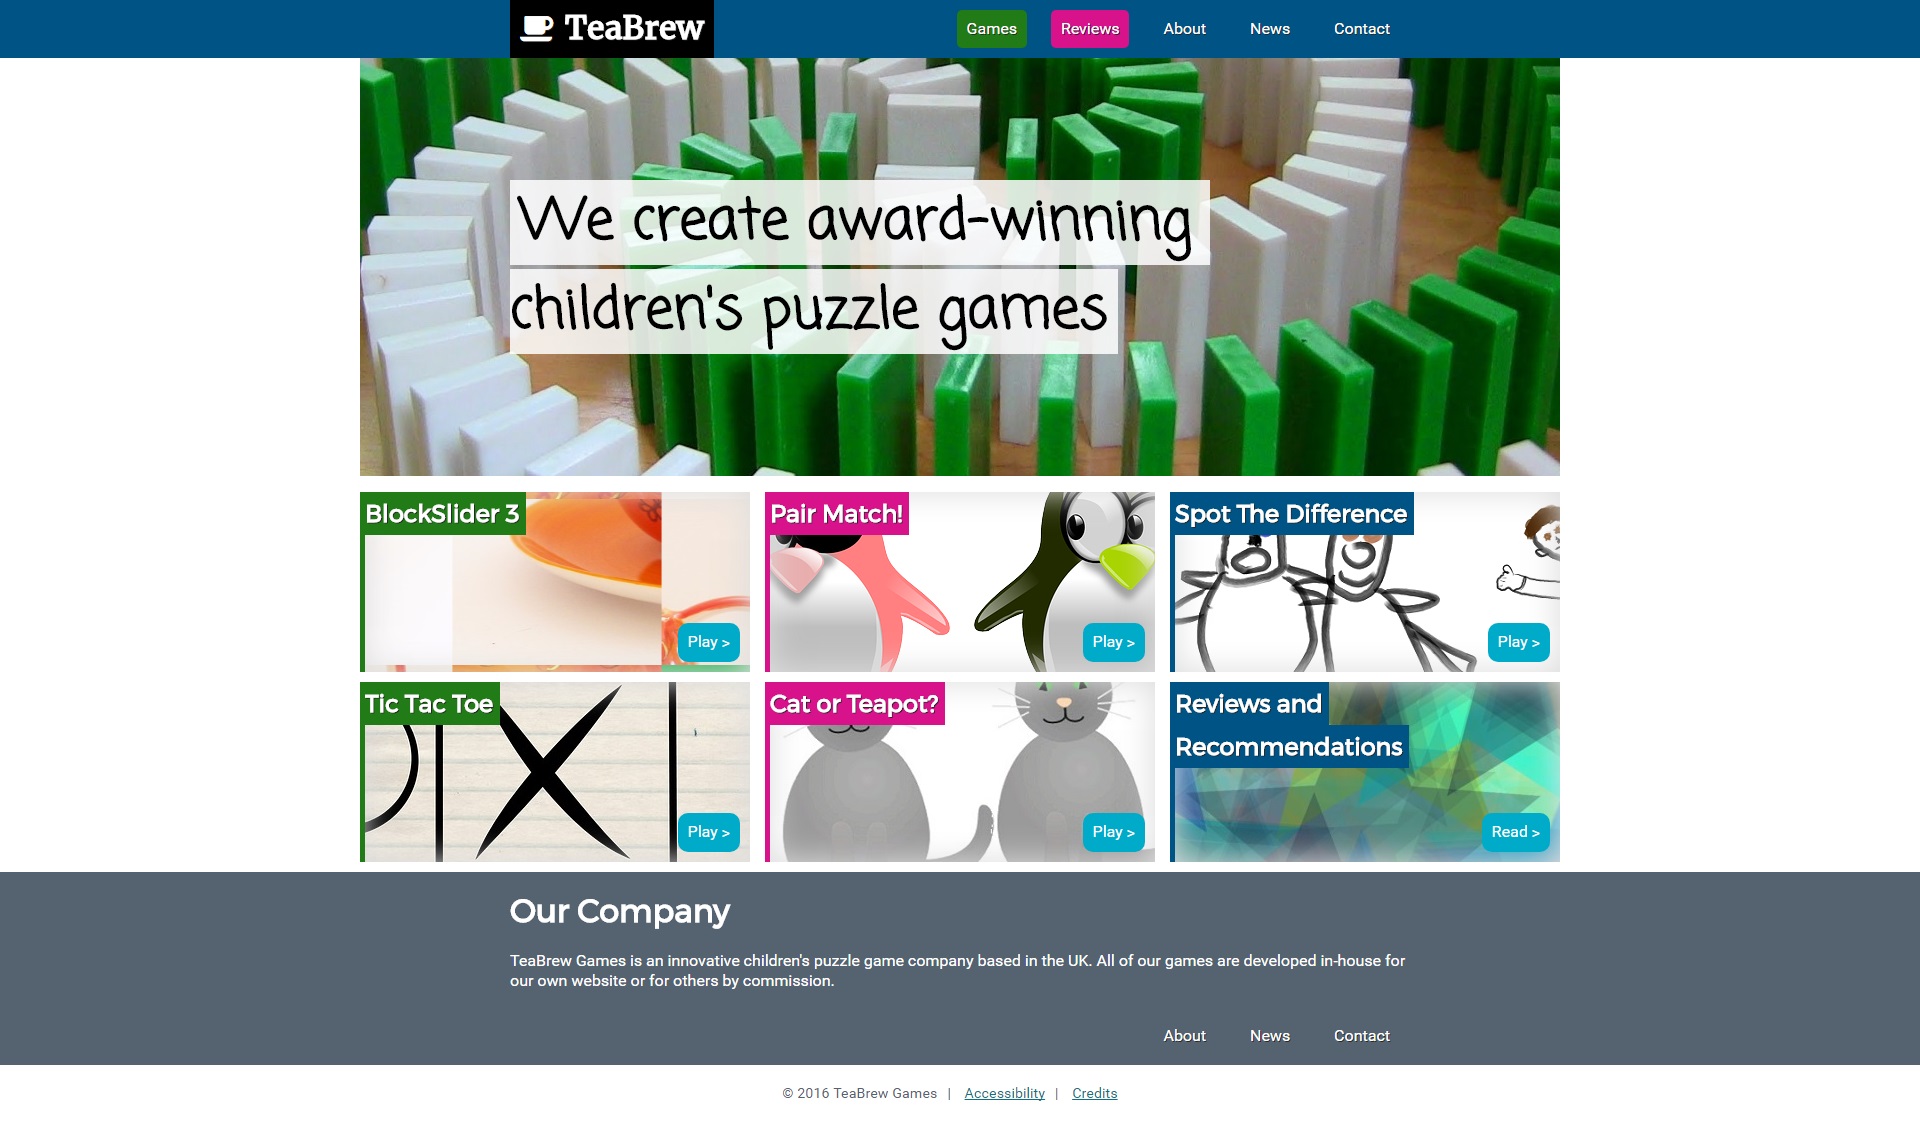 TeaBrew
Games
Reviews
About
News
Contact
We create award-winning
children's puzzle games
BlockSlider 3
Play >
Pair Match!
Play >
Spot The Difference
Play >
Tic Tac Toe
Play >
Cat or Teapot?
Play >
Reviews and
Recommendations
Read >
Our Company
TeaBrew Games is an innovative children's puzzle game company based in the UK. All of our games are developed in-house for
our own website or for others by commission.
About
News
Contact
© 2016 TeaBrew Games | Accessibility | Credits